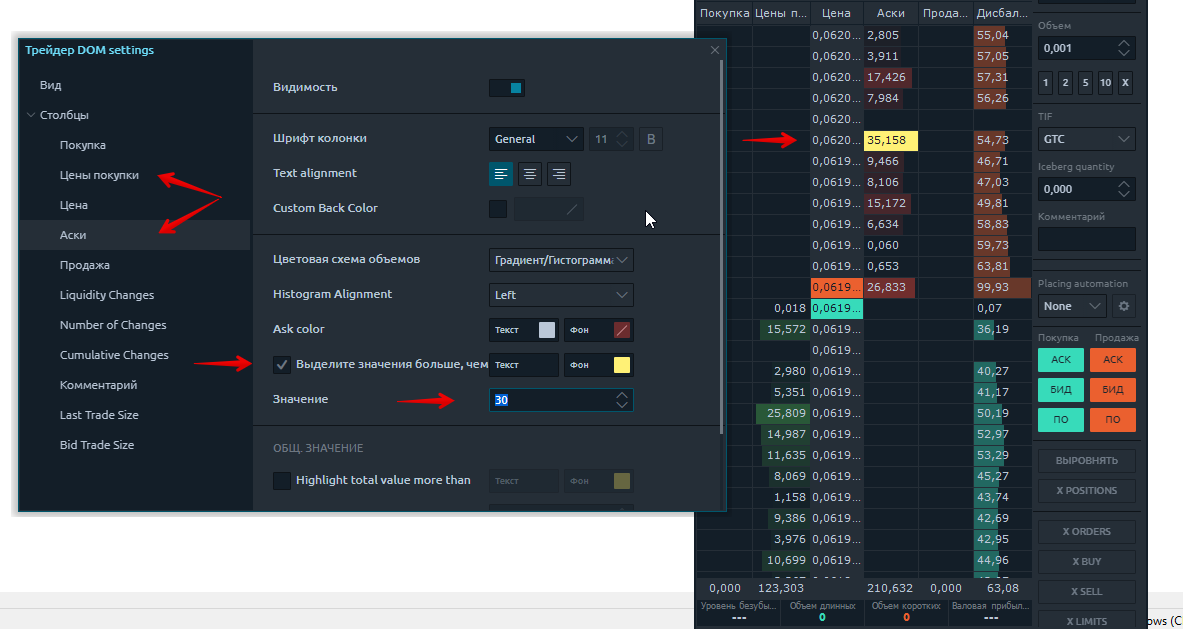 Трейдер DOM settings
Вид
Столбцы
Покупка
Цены покупки
Цена
Аски
Продажа
Liquidity Changes
Number of Changes
Cumulative Changes
Комментарий
Last Trade Size
Bid Trade Size
Видимость
Шрифт колонки General 11 B
Text alignment
Custom Back Color
Цветовая схема объемов Градиент/Гистограмм
Histogram Alignment Left
Ask color Текст Фон
Выделите значения больше, чем Текст Фон
Значение 30
ОБЩ. ЗНАЧЕНИЕ
Highlight total value more than Текст Фон
Покупка Цены п... Цена Аски Прода... Дисбал...
0,0620... 2,805 55,04
0,0620... 3,911 57,05
0,0620... 17,426 57,31
0,0620... 7,984 56,26
0,0620...
0,0620... 35,158 54,73
0,0619... 9,466 46,71
0,0619... 8,106 47,03
0,0619... 15,172 49,81
0,0619... 6,634 58,83
0,0619... 0,060 59,73
0,0619... 0,653 63,81
0,0619... 26,833 99,93
0,018 0,0619... 0,07
15,572 0,0619... 36,19
0,0619...
2,980 0,0619... 40,27
5,351 0,0619... 41,17
25,809 0,0619... 50,19
14,987 0,0619... 52,97
11,635 0,0619... 53,29
8,069 0,0619... 45,27
1,158 0,0619... 43,74
9,386 0,0619... 42,69
3,976 0,0619... 42,95
10,699 0,0619... 44,96
0,000 123,303 210,632 0,000 63,08
Уровень безубы... Объем длинных Объем коротких Валовая прибыл...
--- 0 0 ---
Объем
0,001
1 2 5 10 X
TIF
GTC
Iceberg quantity
0,000
Комментарий
Placing automation
None
Покупка Продажа
АСК АСК
БИД БИД
ПО ПО
ВЫРОВНЯТЬ
X POSITIONS
X ORDERS
X BUY
X SELL
X LIMITS
ows (C